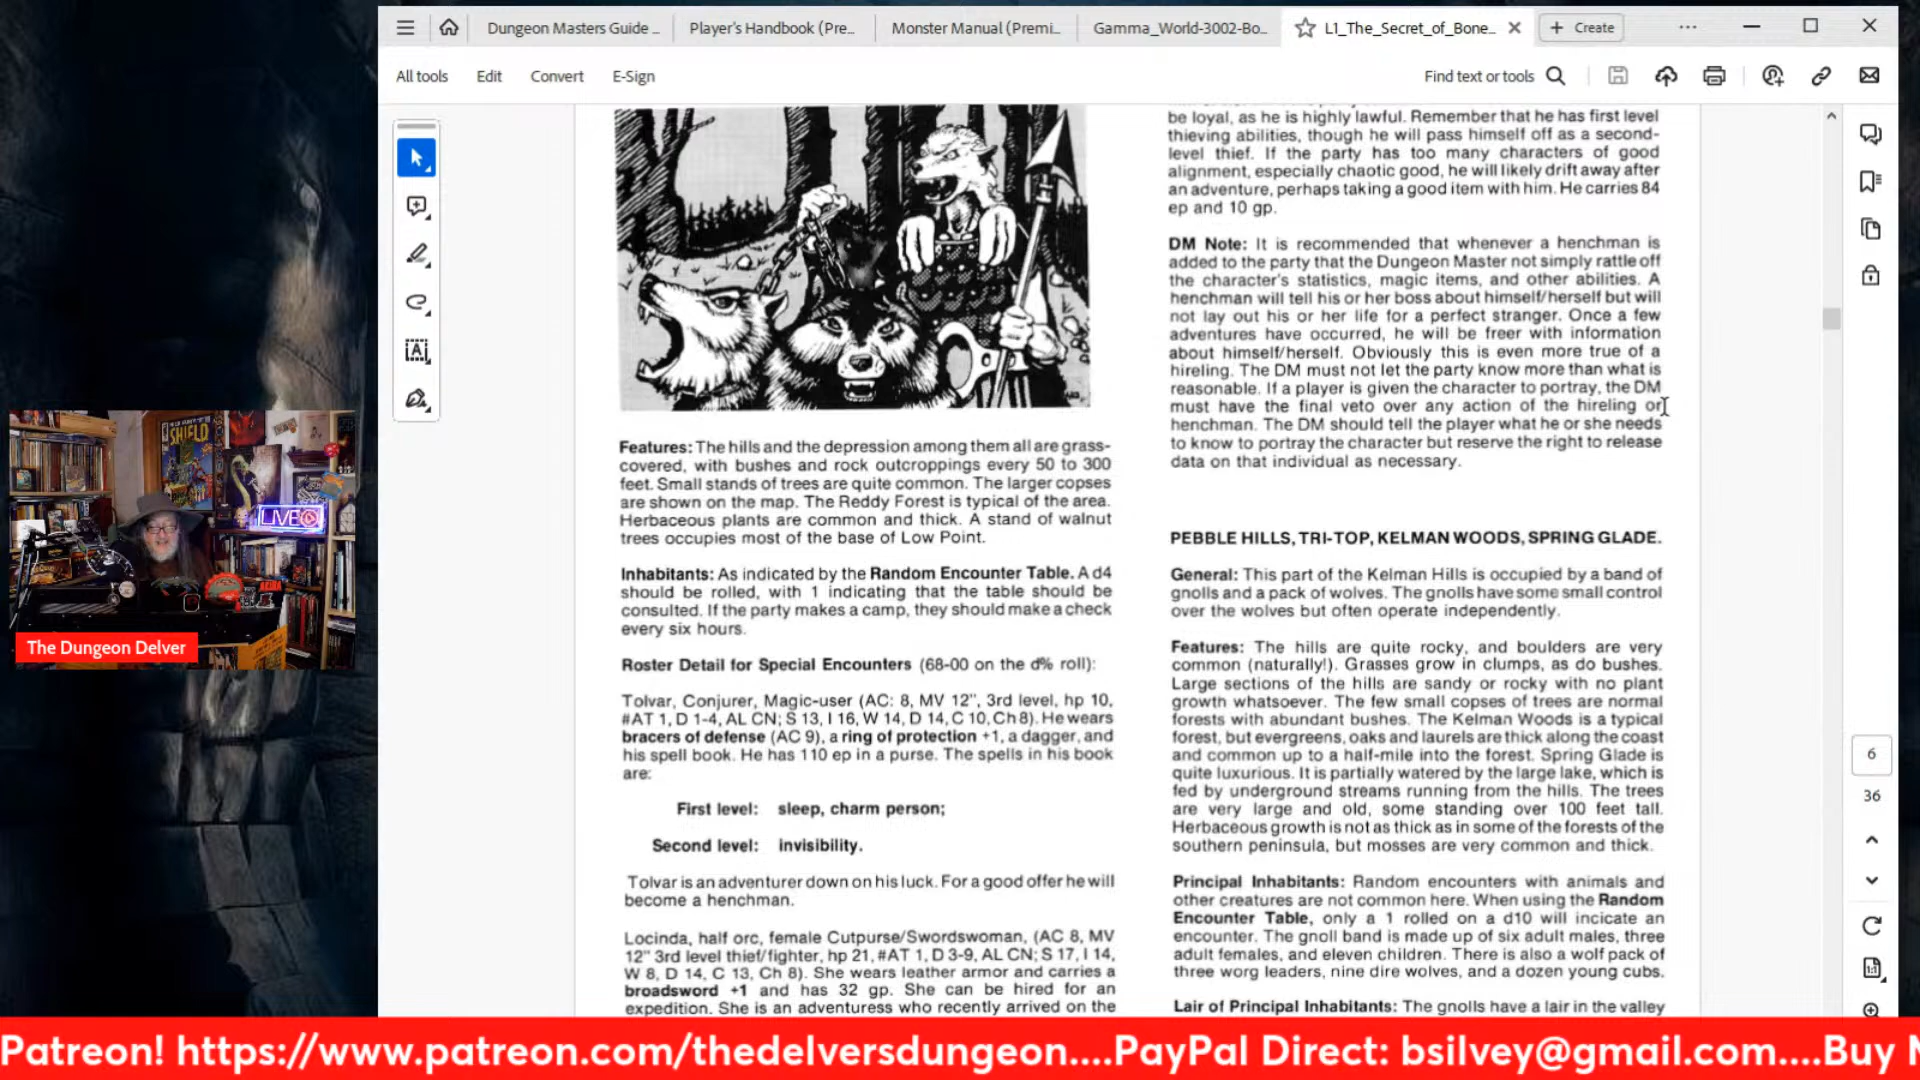 Dungeon Masters Guide ...
Player's Handbook (Pre...
Monster Manual (Premi...
Gamma_World-3002-Bo...
L1_The_Secret_of_Bone...
Create
All tools
Edit
Convert
E-Sign
Find text or tools
Features: The hills and the depression among them all are grass-
covered, with bushes and rock outcroppings every 50 to 300
feet. Small stands of trees are quite common. The larger copses
are shown on the map. The Reddy Forest is typical of the area.
Herbaceous plants are common and thick. A stand of walnut
trees occupies most of the base of Low Point.
Inhabitants: As indicated by the Random Encounter Table. A d4
should be rolled, with 1 indicating that the table should be
consulted. If the party makes a camp, they should make a check
every six hours.
Roster Detail for Special Encounters (68-00 on the d% roll):
Tolvar, Conjurer, Magic-user (AC: 8, MV 12", 3rd level, hp 10,
#AT 1, D 1-4, AL CN; S 13, I 16, W 14, D 14, C 10, Ch 8). He wears
bracers of defense (AC 9), a ring of protection +1, a dagger, and
his spell book. He has 110 ep in a purse. The spells in his book
are:
First level: sleep, charm person;
Second level: invisibility.
Tolvar is an adventurer down on his luck. For a good offer he will
become a henchman.
Locinda, half orc, female Cutpurse/Swordswoman, (AC 8, MV
12" 3rd level thief/fighter, hp 21, #AT 1, D 3-9, AL CN; S 17, I 14,
W 8, D 14, C 13, Ch 8). She wears leather armor and carries a
broadsword +1 and has 32 gp. She can be hired for an
expedition. She is an adventuress who recently arrived on the
be loyal, as he is highly lawful. Remember that he has first level
thieving abilities, though he will pass himself off as a second-
level thief. If the party has too many characters of good
alignment, especially chaotic good, he will likely drift away after
an adventure, perhaps taking a good item with him. He carries 84
ep and 10 gp.
DM Note: It is recommended that whenever a henchman is
added to the party that the Dungeon Master not simply rattle off
the character's statistics, magic items, and other abilities. A
henchman will tell his or her boss about himself/herself but will
not lay out his or her life for a perfect stranger. Once a few
adventures have occurred, he will be freer with information
about himself/herself. Obviously this is even more true of a
hireling. The DM must not let the party know more than what is
reasonable. If a player is given the character to portray, the DM
must have the final veto over any action of the hireling or
henchman. The DM should tell the player what he or she needs
to know to portray the character but reserve the right to release
data on that individual as necessary.
PEBBLE HILLS, TRI-TOP, KELMAN WOODS, SPRING GLADE.
General: This part of the Kelman Hills is occupied by a band of
gnolls and a pack of wolves. The gnolls have some small control
over the wolves but often operate independently.
Features: The hills are quite rocky, and boulders are very
common (naturally!). Grasses grow in clumps, as do bushes.
Large sections of the hills are sandy or rocky with no plant
growth whatsoever. The few small copses of trees are normal
forests with abundant bushes. The Kelman Woods is a typical
forest, but evergreens, oaks and laurels are thick along the coast
and common up to a half-mile into the forest. Spring Glade is
quite luxurious. It is partially watered by the large lake, which is
fed by underground streams running from the hills. The trees
are very large and old, some standing over 100 feet tall.
Herbaceous growth is not as thick as in some of the forests of the
southern peninsula, but mosses are very common and thick.
Principal Inhabitants: Random encounters with animals and
other creatures are not common here. When using the Random
Encounter Table, only a 1 rolled on a d10 will incicate an
encounter. The gnoll band is made up of six adult males, three
adult females, and eleven children. There is also a wolf pack of
three worg leaders, nine dire wolves, and a dozen young cubs.
Lair of Principal Inhabitants: The gnolls have a lair in the valley
6
36
SHIELD
LIVE
The Dungeon Delver
Patreon! https://www.patreon.com/thedelversdungeon....PayPal Direct: bsilvey@gmail.com....Buy